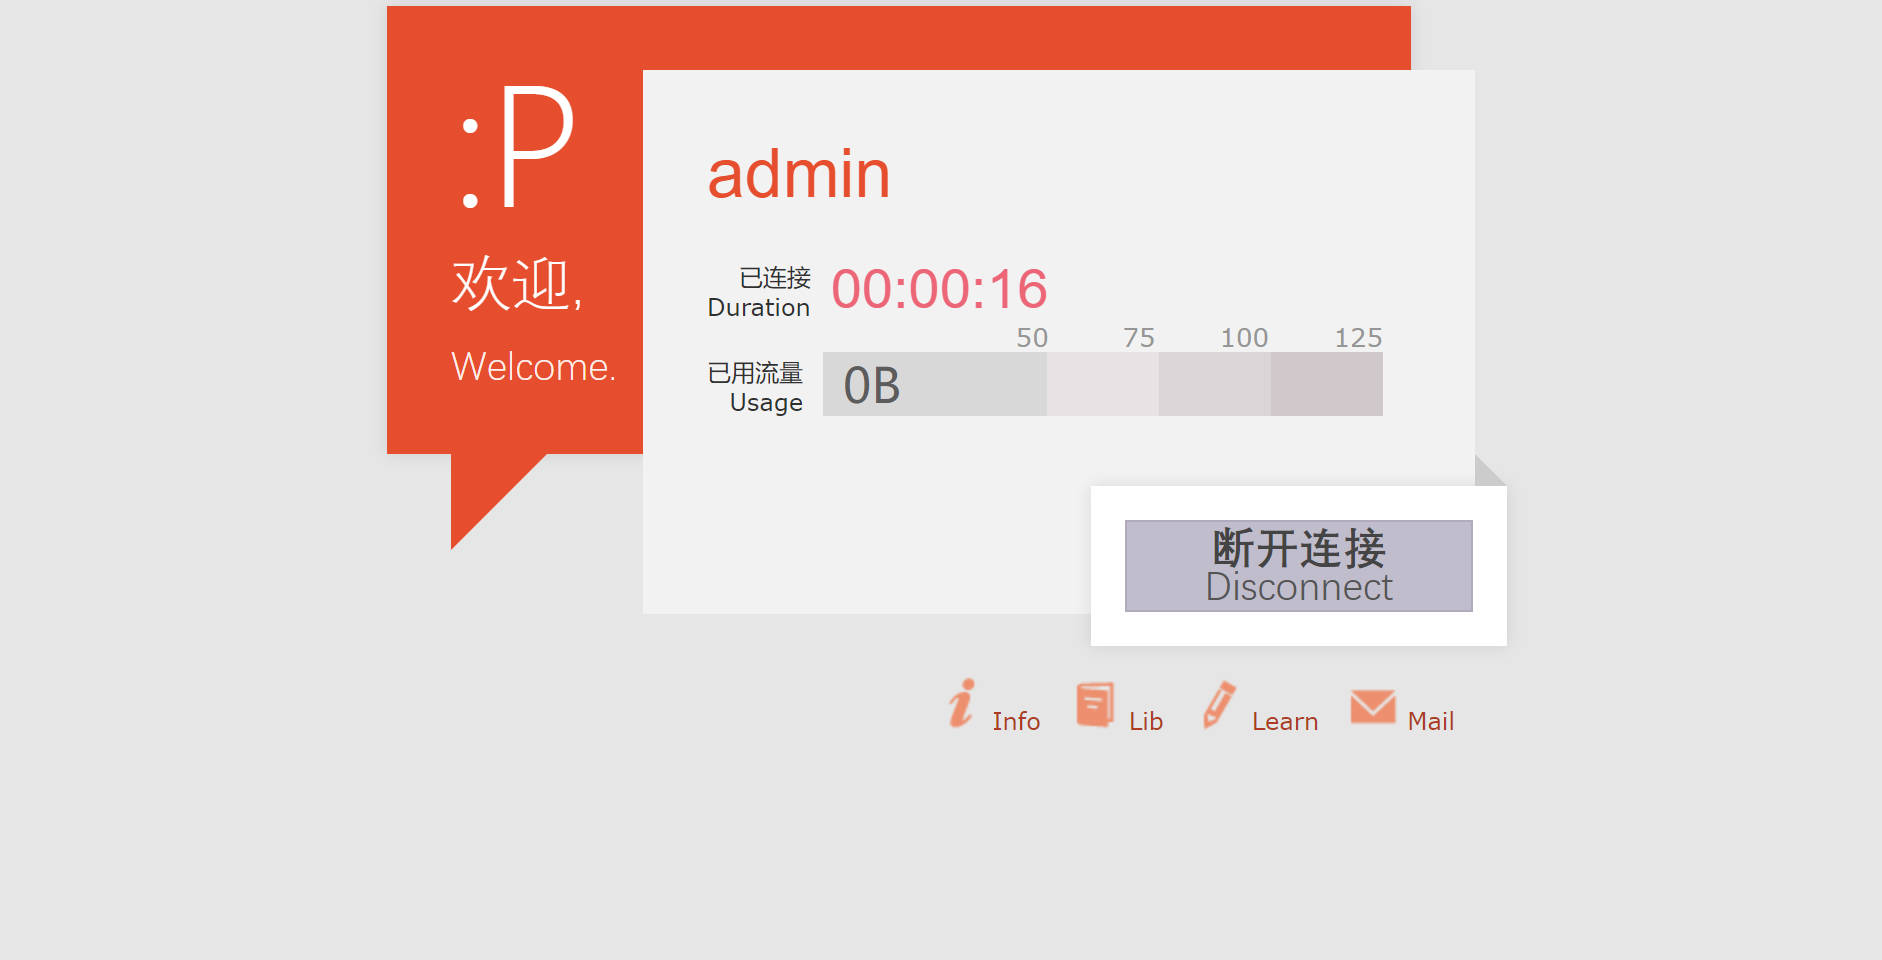 :P
欢迎,
Welcome.
admin
已连接
Duration
00:00:16
50 75 100 125
已用流量
Usage
0B
断开连接
Disconnect
Info Lib Learn Mail